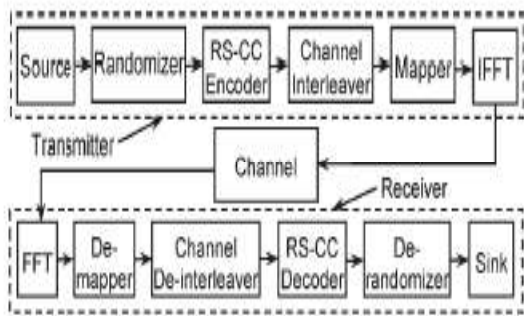 Source
Randomizer
RS-CC
Encoder
Channel
Interleaver
Mapper
IFFT
Transmitter
Channel
Receiver
FFT
De-
mapper
Channel
De-interleaver
RS-CC
Decoder
De-
randomizer
Sink